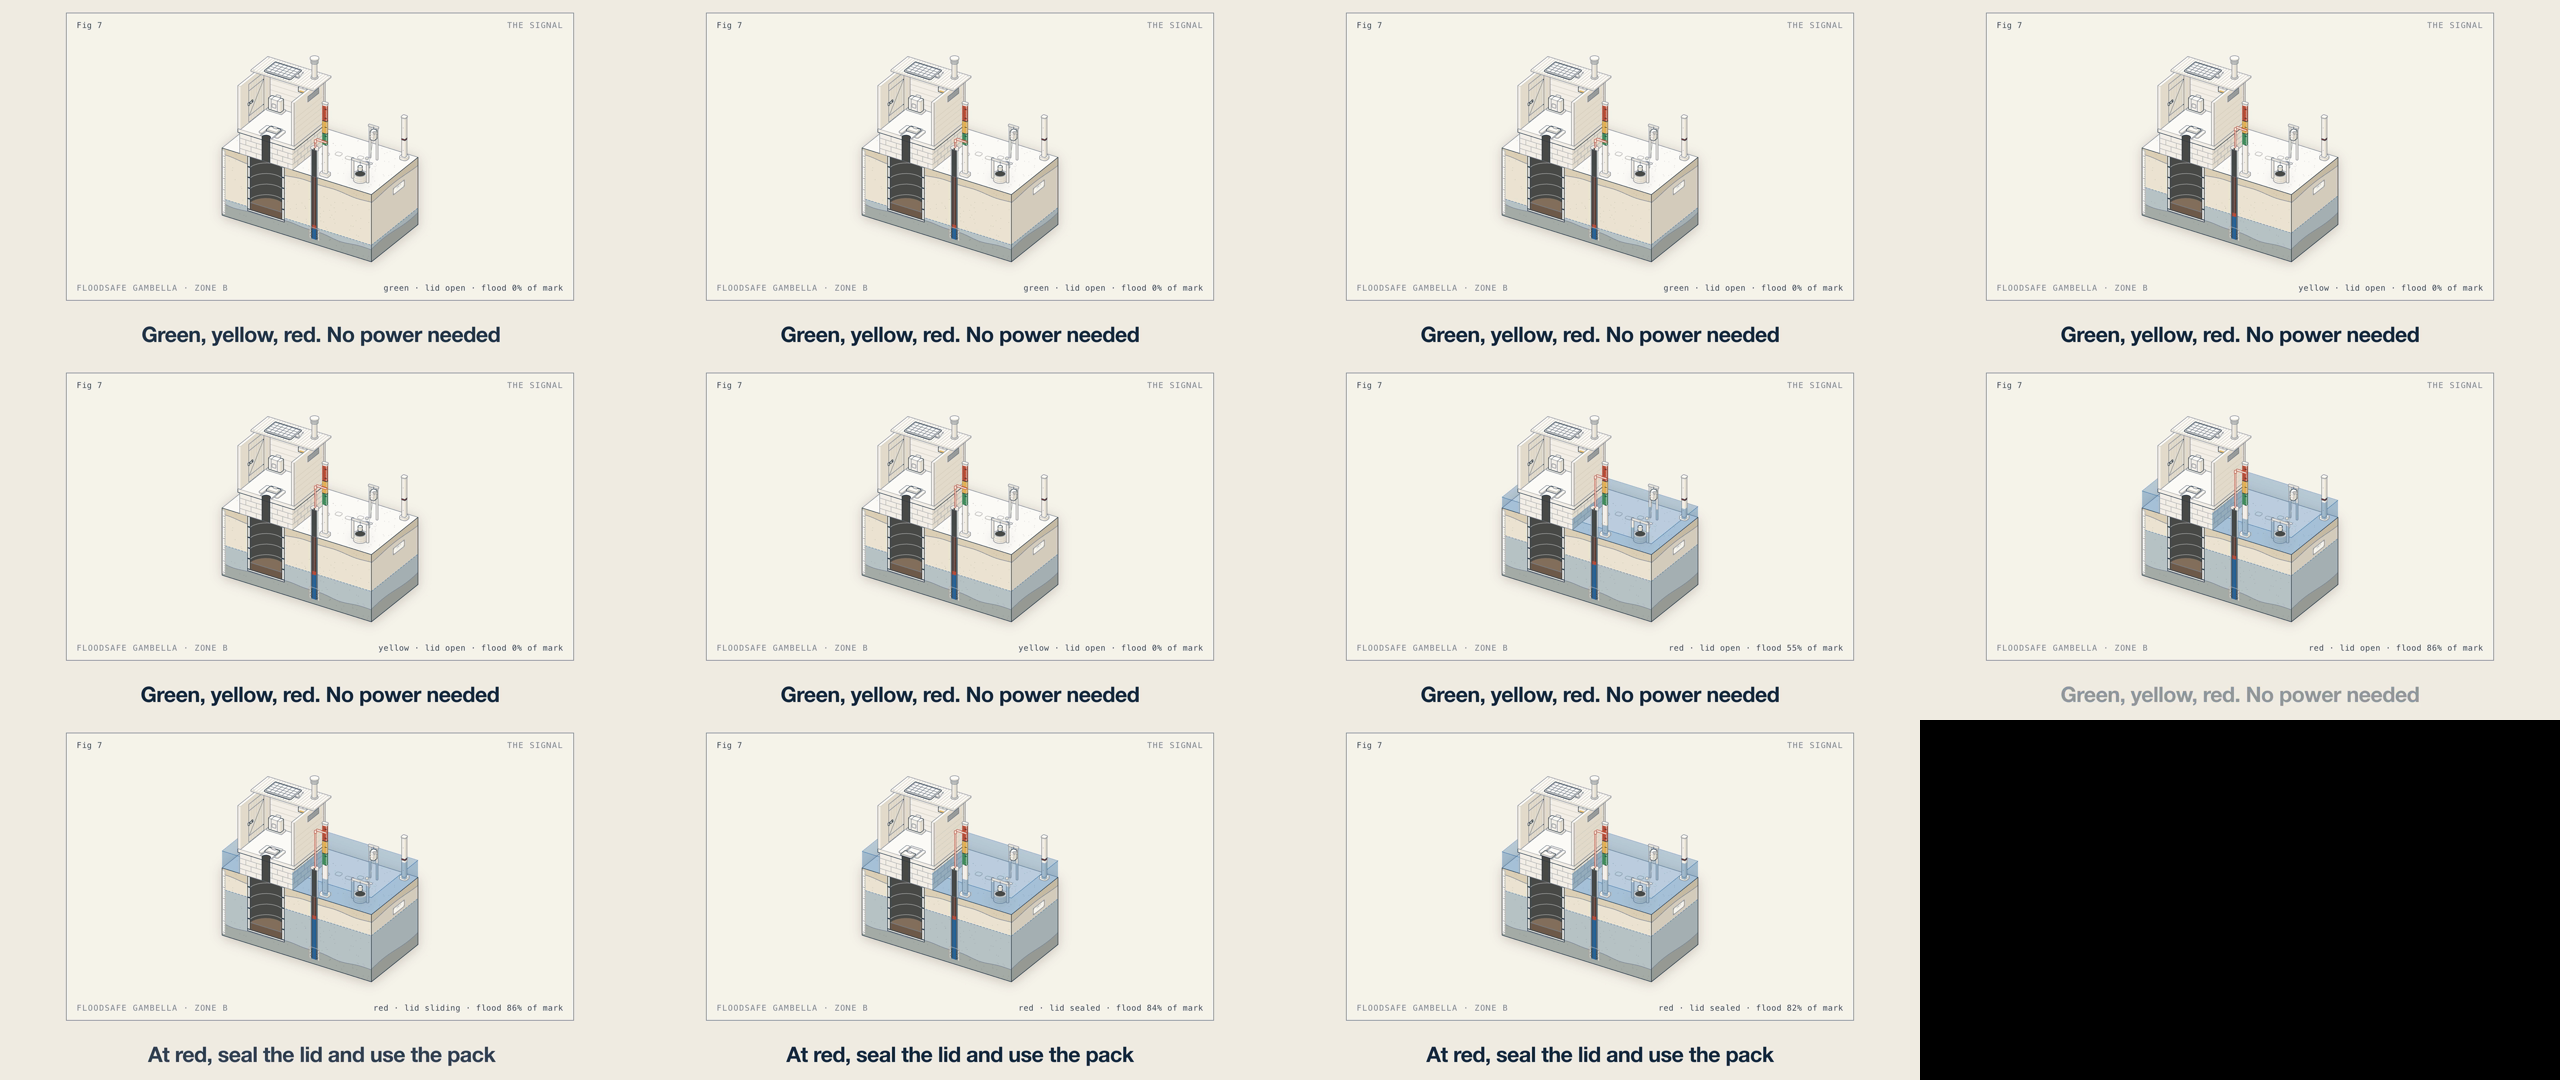 Fig 7 THE SIGNAL
FLOODSAFE GAMBELLA · ZONE B green · lid open · flood 0% of mark
Green, yellow, red. No power needed
Fig 7 THE SIGNAL
FLOODSAFE GAMBELLA · ZONE B green · lid open · flood 0% of mark
Green, yellow, red. No power needed
Fig 7 THE SIGNAL
FLOODSAFE GAMBELLA · ZONE B green · lid open · flood 0% of mark
Green, yellow, red. No power needed
Fig 7 THE SIGNAL
FLOODSAFE GAMBELLA · ZONE B yellow · lid open · flood 0% of mark
Green, yellow, red. No power needed
Fig 7 THE SIGNAL
FLOODSAFE GAMBELLA · ZONE B yellow · lid open · flood 0% of mark
Green, yellow, red. No power needed
Fig 7 THE SIGNAL
FLOODSAFE GAMBELLA · ZONE B yellow · lid open · flood 0% of mark
Green, yellow, red. No power needed
Fig 7 THE SIGNAL
FLOODSAFE GAMBELLA · ZONE B red · lid open · flood 55% of mark
Green, yellow, red. No power needed
Fig 7 THE SIGNAL
FLOODSAFE GAMBELLA · ZONE B red · lid open · flood 86% of mark
Green, yellow, red. No power needed
Fig 7 THE SIGNAL
FLOODSAFE GAMBELLA · ZONE B red · lid sliding · flood 86% of mark
At red, seal the lid and use the pack
Fig 7 THE SIGNAL
FLOODSAFE GAMBELLA · ZONE B red · lid sealed · flood 84% of mark
At red, seal the lid and use the pack
Fig 7 THE SIGNAL
FLOODSAFE GAMBELLA · ZONE B red · lid sealed · flood 82% of mark
At red, seal the lid and use the pack